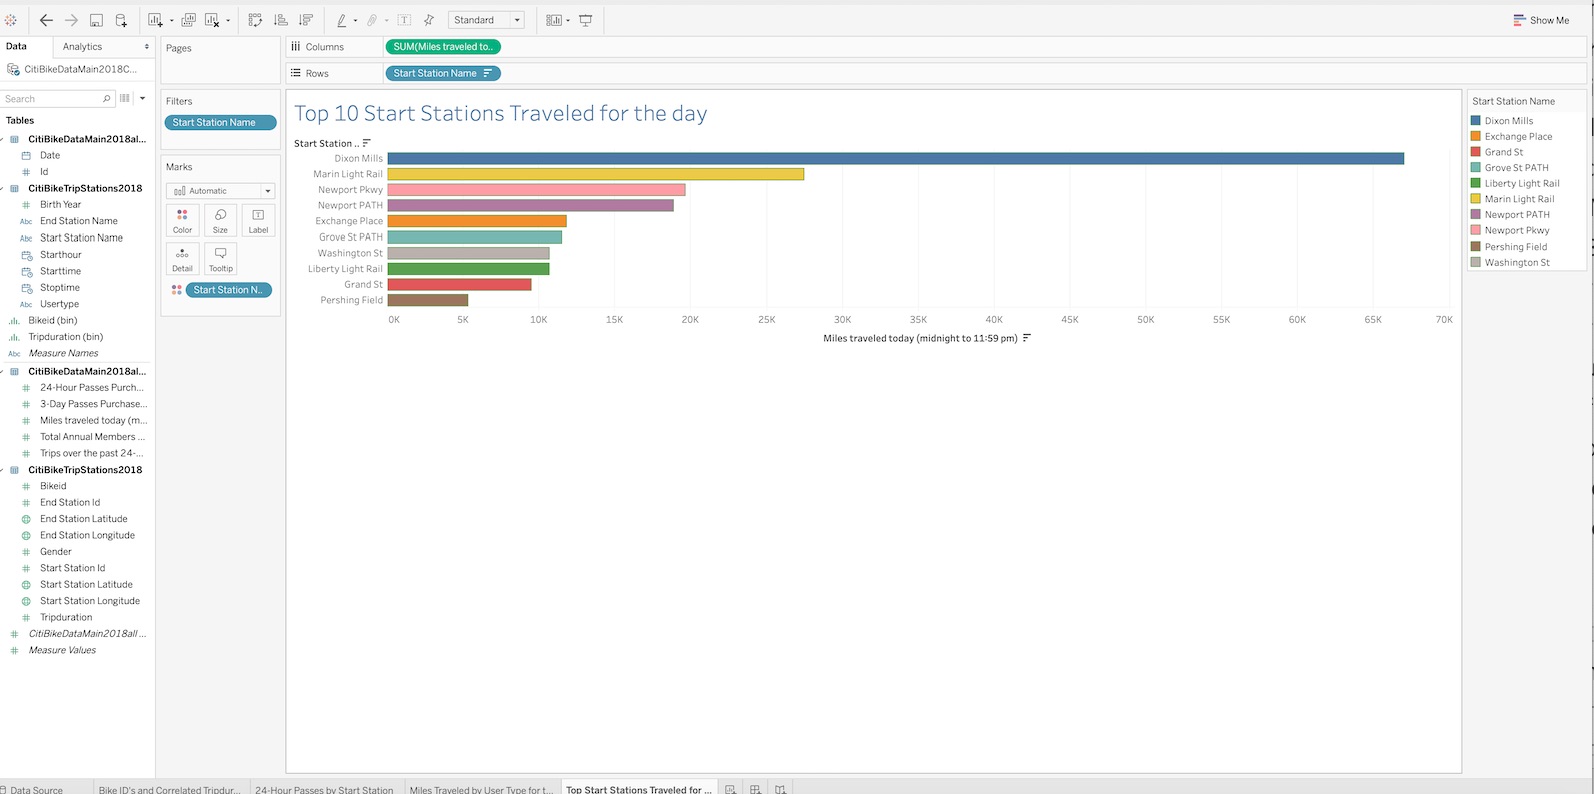 Standard
Show Me
Data
Analytics
Pages
Columns
SUM(Miles traveled to..
CitiBikeDataMain2018C...
Rows
Start Station Name
Search
Filters
Start Station Name
Tables
CitiBikeDataMain2018al...
Date
Id
CitiBikeTripStations2018
Birth Year
Abc End Station Name
Abc Start Station Name
Starthour
Starttime
Stoptime
Abc Usertype
Bikeid (bin)
Tripduration (bin)
Abc Measure Names
CitiBikeDataMain2018al...
24-Hour Passes Purch...
3-Day Passes Purchase...
Miles traveled today (m...
Total Annual Members ...
Trips over the past 24-...
CitiBikeTripStations2018
Bikeid
End Station Id
End Station Latitude
End Station Longitude
Gender
Start Station Id
Start Station Latitude
Start Station Longitude
Tripduration
CitiBikeDataMain2018all ...
Measure Values
Marks
Automatic
Color
Size
Label
Detail
Tooltip
Start Station N..
Top 10 Start Stations Traveled for the day
Start Station ..
Dixon Mills
Marin Light Rail
Newport Pkwy
Newport PATH
Exchange Place
Grove St PATH
Washington St
Liberty Light Rail
Grand St
Pershing Field
0K 5K 10K 15K 20K 25K 30K 35K 40K 45K 50K 55K 60K 65K 70K
Miles traveled today (midnight to 11:59 pm)
Start Station Name
Dixon Mills
Exchange Place
Grand St
Grove St PATH
Liberty Light Rail
Marin Light Rail
Newport PATH
Newport Pkwy
Pershing Field
Washington St
Data Source
Bike ID's and Correlated Tripdur...
24-Hour Passes by Start Station
Miles Traveled by User Type for t...
Top Start Stations Traveled for ...